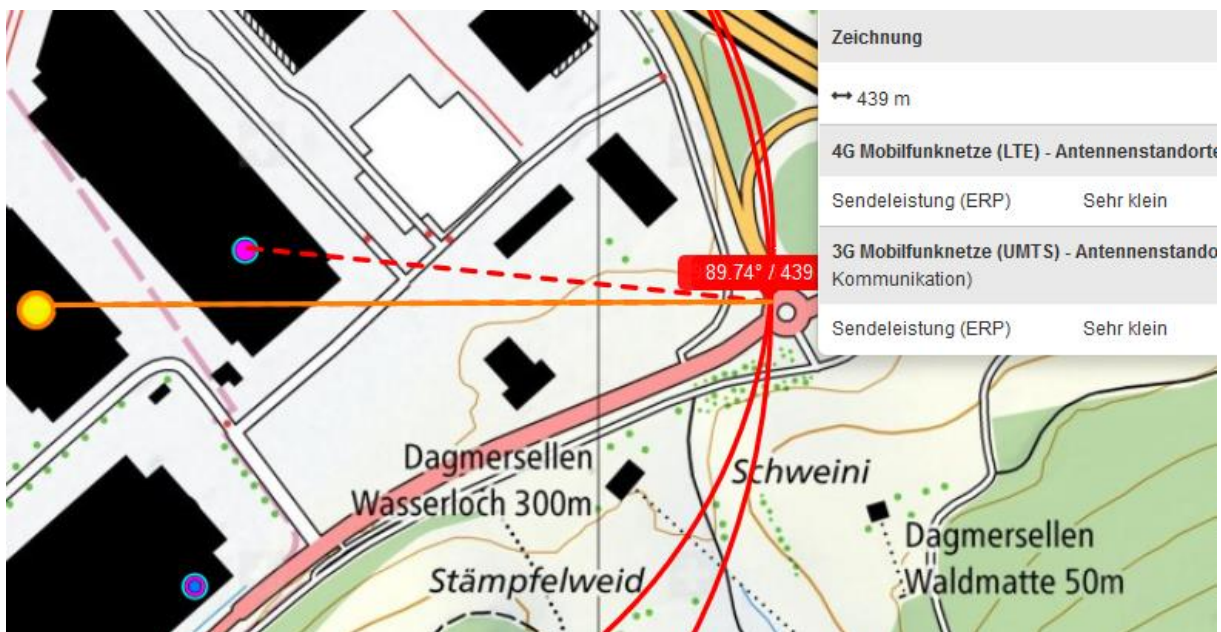 Zeichnung
439 m
4G Mobilfunknetze (LTE) - Antennenstandorte
Sendeleistung (ERP) Sehr klein
89.74° / 439
3G Mobilfunknetze (UMTS) - Antennenstando
Kommunikation)
Sendeleistung (ERP) Sehr klein
Dagmersellen
Wasserloch 300m
Schweini
Dagmersellen
Waldmatte 50m
Stämpfelweid